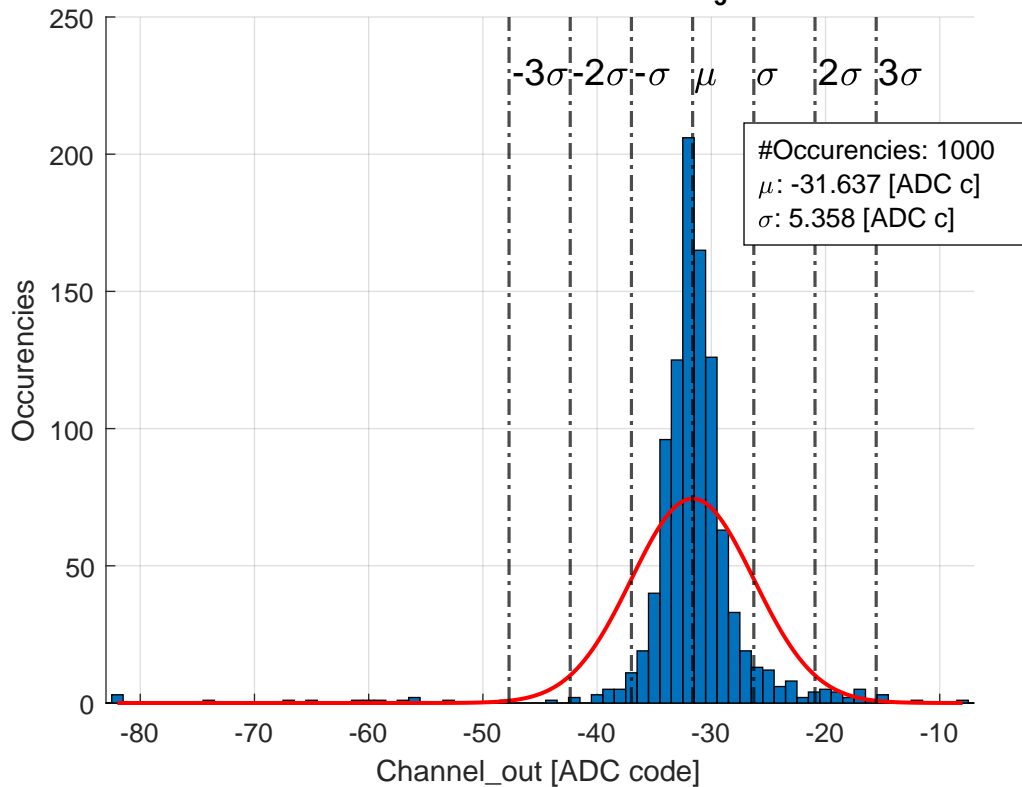 250
200
150
100
50
0
-3σ -2σ -σ μ σ 2σ 3σ
#Occurencies: 1000
μ: -31.637 [ADC c]
σ: 5.358 [ADC c]
Occurencies
-80 -70 -60 -50 -40 -30 -20 -10
Channel_out [ADC code]